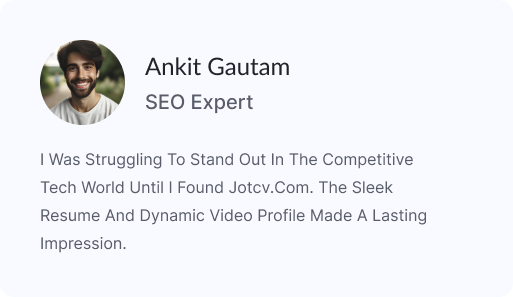 Ankit Gautam
SEO Expert
I Was Struggling To Stand Out In The Competitive
Tech World Until I Found Jotcv.Com. The Sleek
Resume And Dynamic Video Profile Made A Lasting
Impression.